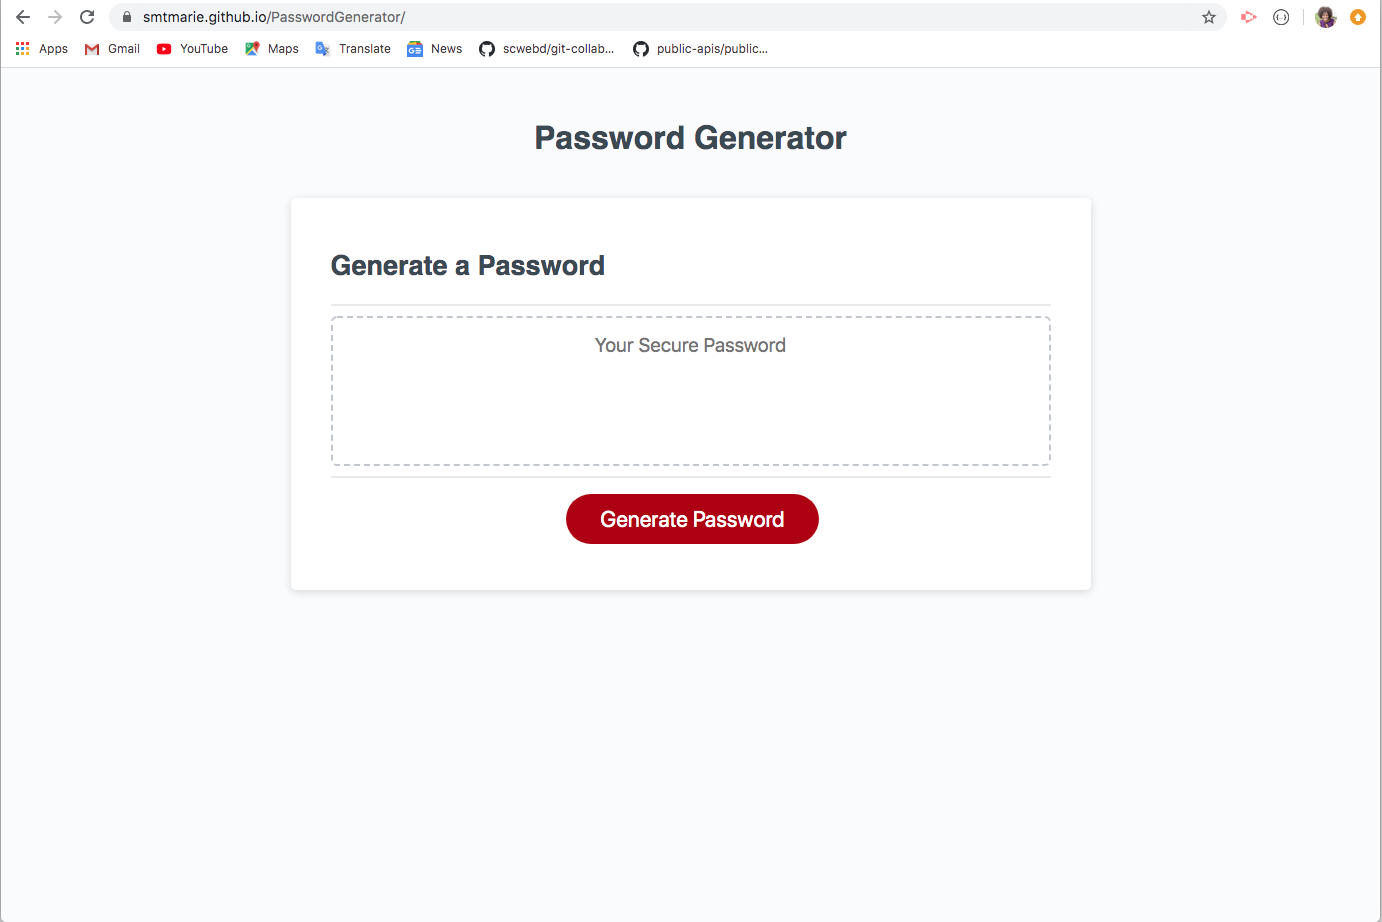 smtmarie.github.io/PasswordGenerator/
Apps Gmail YouTube Maps Translate News scwebd/git-collab... public-apis/public...
Password Generator
Generate a Password
Your Secure Password
Generate Password